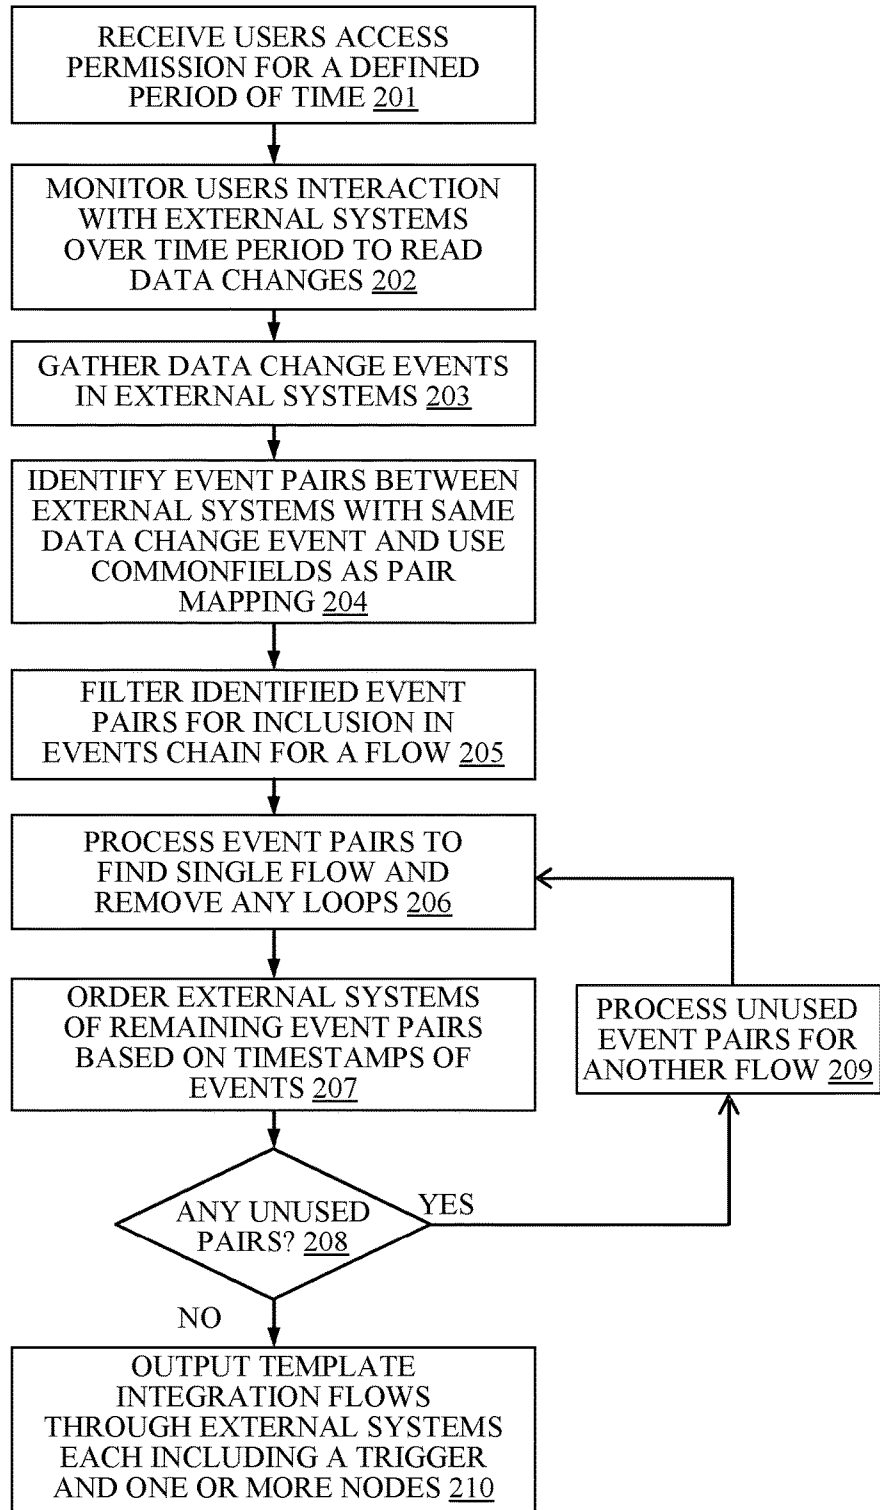 RECEIVE USERS ACCESS
PERMISSION FOR A DEFINED
PERIOD OF TIME 201
MONITOR USERS INTERACTION
WITH EXTERNAL SYSTEMS
OVER TIME PERIOD TO READ
DATA CHANGES 202
GATHER DATA CHANGE EVENTS
IN EXTERNAL SYSTEMS 203
IDENTIFY EVENT PAIRS BETWEEN
EXTERNAL SYSTEMS WITH SAME
DATA CHANGE EVENT AND USE
COMMONFIELDS AS PAIR
MAPPING 204
FILTER IDENTIFIED EVENT
PAIRS FOR INCLUSION IN
EVENTS CHAIN FOR A FLOW 205
PROCESS EVENT PAIRS TO
FIND SINGLE FLOW AND
REMOVE ANY LOOPS 206
ORDER EXTERNAL SYSTEMS
OF REMAINING EVENT PAIRS
BASED ON TIMESTAMPS OF
EVENTS 207
PROCESS UNUSED
EVENT PAIRS FOR
ANOTHER FLOW 209
ANY UNUSED
PAIRS? 208
YES
NO
OUTPUT TEMPLATE
INTEGRATION FLOWS
THROUGH EXTERNAL SYSTEMS
EACH INCLUDING A TRIGGER
AND ONE OR MORE NODES 210